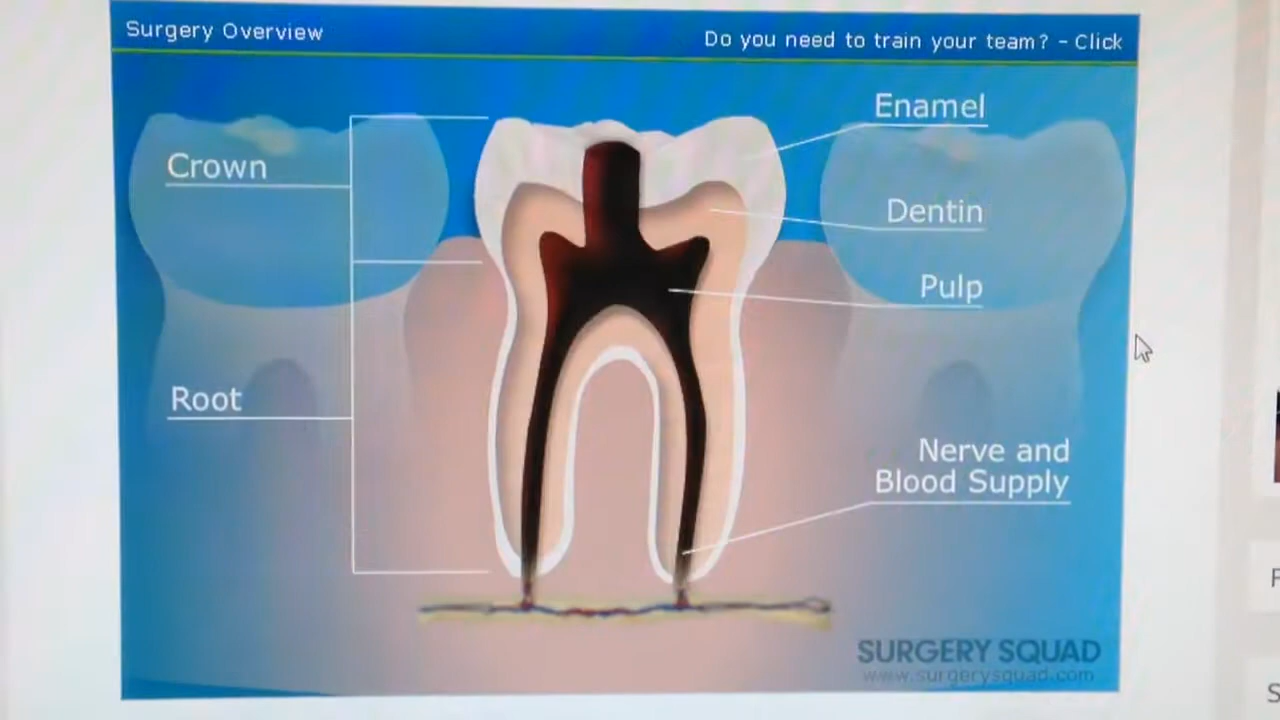 Surgery Overview
Do you need to train your team? - Click
Crown
Root
Enamel
Dentin
Pulp
Nerve and
Blood Supply
SURGERY SQUAD
www.surgerysquad.com